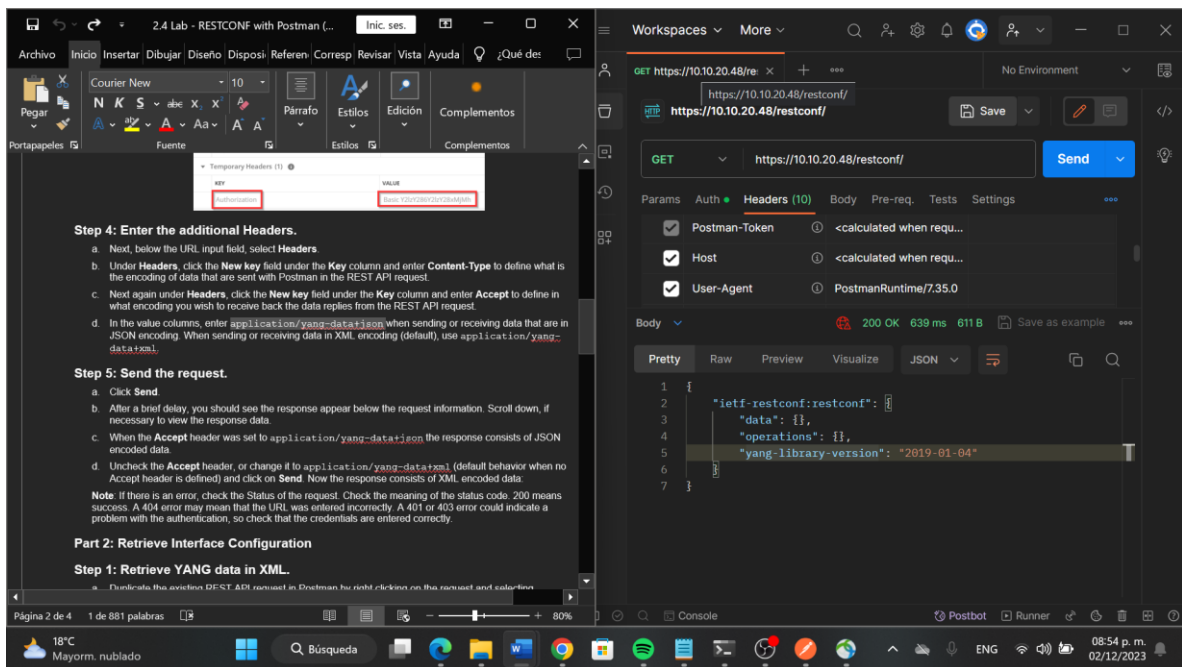 2.4 Lab - RESTCONF with Postman (...
Inic. ses.
Archivo Inicio Insertar Dibujar Diseño Disposi Referen Corresp Revisar Vista Ayuda ¿Qué des
Pegar
Courier New 10
N K S abc x, x²
Aa A A
Párrafo
Estilos
Edición
Complementos
Portapapeles
Fuente
Estilos
Complementos
Temporary Headers (1)
KEY VALUE
Authorization
Step 4: Enter the additional Headers.
a. Next, below the URL input field, select Headers.
b. Under Headers, click the New key field under the Key column and enter Content-Type to define what is
the encoding of data that are sent with Postman in the REST API request.
c. Next again under Headers, click the New key field under the Key column and enter Accept to define in
what encoding you wish to receive back the data replies from the REST API request.
d. In the value columns, enter application/yang-data+json when sending or receiving data that are in
JSON encoding. When sending or receiving data in XML encoding (default), use application/yang-
data+xml.
Step 5: Send the request.
a. Click Send.
b. After a brief delay, you should see the response appear below the request information. Scroll down, if
necessary to view the response data.
c. When the Accept header was set to application/yang-data+json the response consists of JSON
encoded data.
d. Uncheck the Accept header, or change it to application/yang-data+xml (default behavior when no
Accept header is defined) and click on Send. Now the response consists of XML encoded data:
Note: If there is an error, check the Status of the request. Check the meaning of the status code. 200 means
success. A 404 error may mean that the URL was entered incorrectly. A 401 or 403 error could indicate a
problem with the authentication, so check that the credentials are entered correctly.
Part 2: Retrieve Interface Configuration
Step 1: Retrieve YANG data in XML.
a. Duplicate the existing REST API request in Postman by right clicking on the request and selecting
Página 2 de 4 1 de 881 palabras 80%
Workspaces More
GET https://10.10.20.48/re: No Environment
https://10.10.20.48/restconf/
HTTP https://10.10.20.48/restconf/ Save
GET https://10.10.20.48/restconf/ Send
Params Auth Headers (10) Body Pre-req. Tests Settings
Postman-Token <calculated when requ...
Host <calculated when requ...
User-Agent PostmanRuntime/7.35.0
Body 200 OK 639 ms 611 B Save as example
Pretty Raw Preview Visualize JSON
1 {
2 "ietf-restconf:restconf": {
3 "data": {},
4 "operations": {},
5 "yang-library-version": "2019-01-04"
6 }
7 }
Console Postbot Runner
18°C
Mayorm. nublado
Búsqueda
ENG
08:54 p. m.
02/12/2023